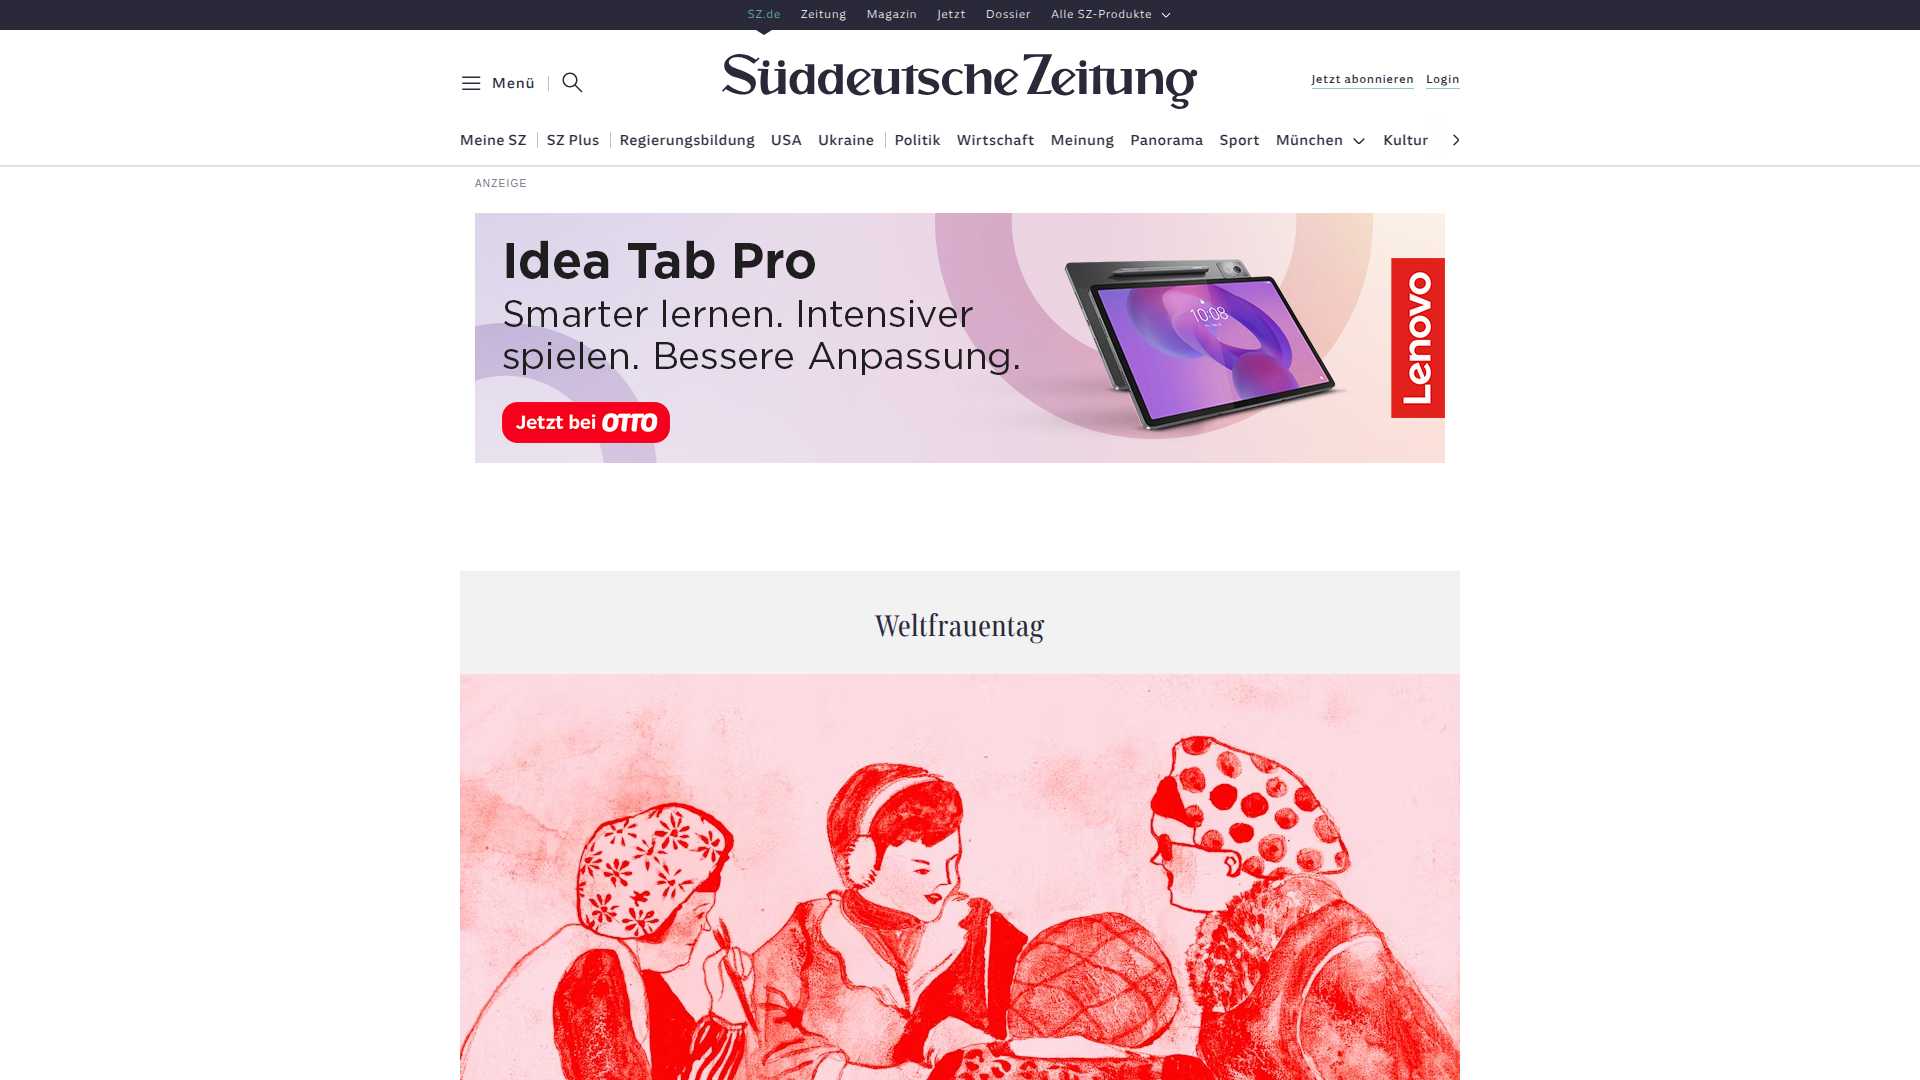 SZ.de Zeitung Magazin Jetzt Dossier Alle SZ-Produkte
Menü
Süddeutsche Zeitung
Jetzt abonnieren Login
Meine SZ SZ Plus Regierungsbildung USA Ukraine Politik Wirtschaft Meinung Panorama Sport München Kultur
ANZEIGE
Idea Tab Pro
Smarter lernen. Intensiver
spielen. Bessere Anpassung.
Jetzt bei OTTO
10:08
Lenovo
Weltfrauentag